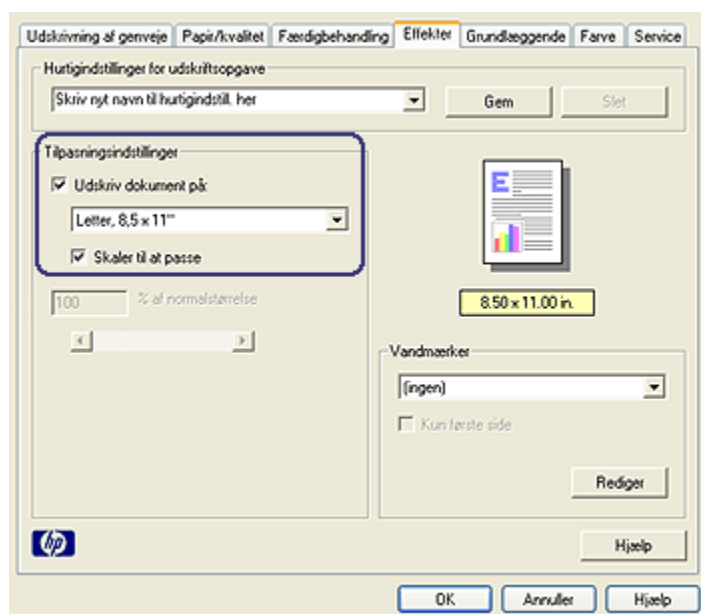 Udskrivning af genveje Papir/kvalitet Færdigbehandling Effekter Grundlæggende Farve Service
Hurtigindstillinger for udskriftsopgave
Skriv nyt navn til hurtigindstill. her Gem Slet
Tilpasningsindstillinger
Udskriv dokument på:
Letter, 8,5 x 11"
Skaler til at passe
100 % af normalstørrelse
E
8.50 x 11.00 in.
Vandmærker
(ingen)
Kun første side
Rediger
hp
Hjælp
OK Annuller Hjælp